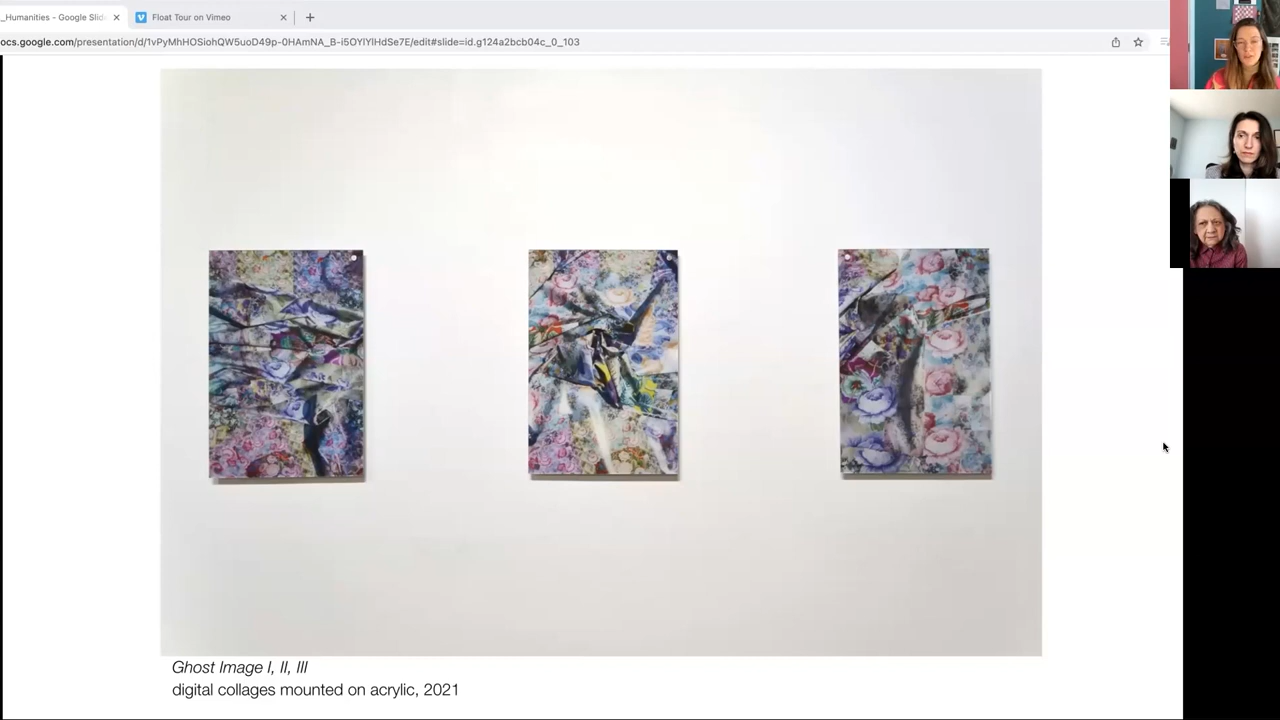 _Humanities - Google Slid
Float Tour on Vimeo
ocs.google.com/presentation/d/1vPyMhHOSiohQW5uoD49p-0HAmNA_B-i5OYlYlHdSe7E/edit#slide=id.g124a2bcb04c_0_103
Ghost Image I, II, III
digital collages mounted on acrylic, 2021